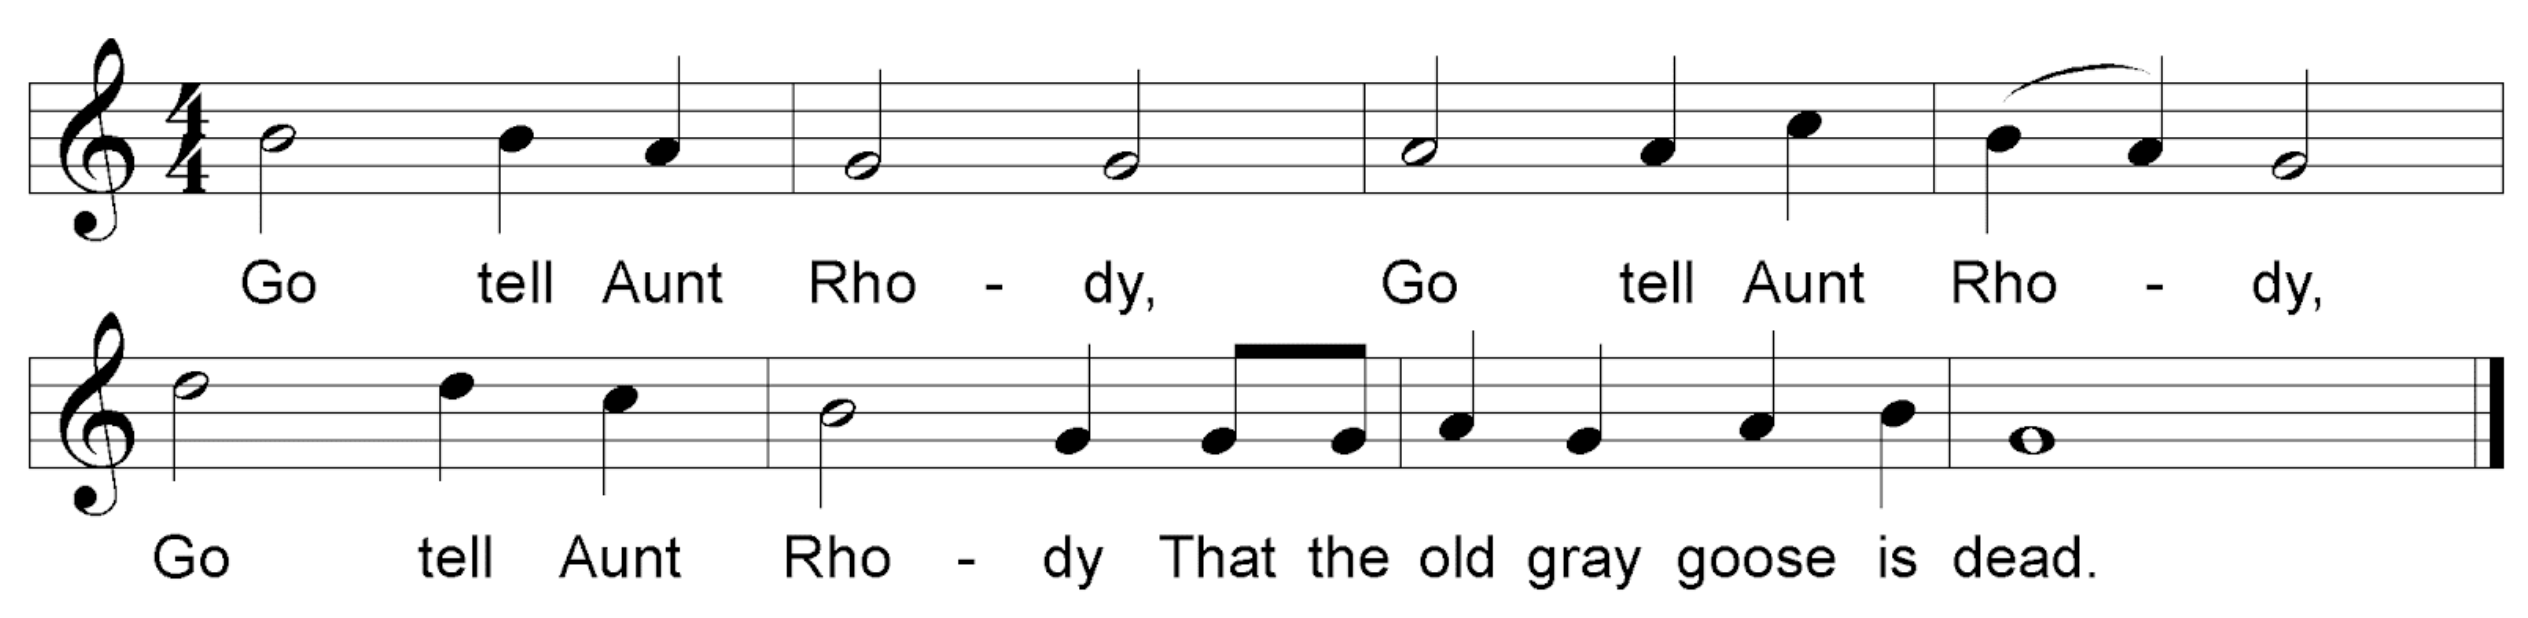 4 4
Go tell Aunt Rho - dy, Go tell Aunt Rho - dy,
Go tell Aunt Rho - dy That the old gray goose is dead.